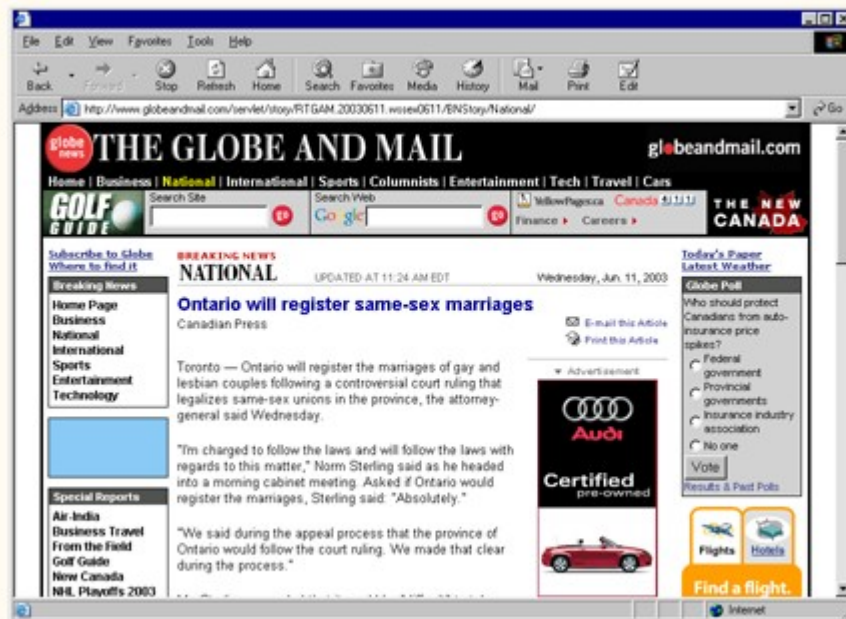 File Edit View Favorites Tools Help
Back Forward Stop Refresh Home Search Favorites Media History Mail Print Edit
Address http://www.globeandmail.com/servlet/story/RTGAM.20030611.wosex0611/BNStory/National/ Go
globe news THE GLOBE AND MAIL globeandmail.com
Home | Business | National | International | Sports | Columnists | Entertainment | Tech | Travel | Cars
GOLF GUIDE
Search Site go
Search Web
Google go
YellowPages.ca Canada
Finance Careers
THE NEW CANADA
Subscribe to Globe
Where to find it
Breaking News
Home Page
Business
National
International
Sports
Entertainment
Technology
Special Reports
Air-India
Business Travel
From the Field
Golf Guide
New Canada
NHL Playoffs 2003
BREAKING NEWS
NATIONAL UPDATED AT 11:24 AM EDT Wednesday, Jun. 11, 2003
Ontario will register same-sex marriages
Canadian Press
E-mail this Article
Print this Article
Toronto — Ontario will register the marriages of gay and
lesbian couples following a controversial court ruling that
legalizes same-sex unions in the province, the attorney-
general said Wednesday.
"I'm charged to follow the laws and will follow the laws with
regards to this matter," Norm Sterling said as he headed
into a morning cabinet meeting. Asked if Ontario would
register the marriages, Sterling said: "Absolutely."
"We said during the appeal process that the province of
Ontario would follow the court ruling. We made that clear
during the process."
Advertisement
Audi
Certified
pre-owned
Today's Paper
Latest Weather
Globe Poll
Who should protect
Canadians from auto-
insurance price
spikes?
Federal
government
Provincial
governments
Insurance industry
association
No one
Vote
Results & Past Polls
Flights Hotels
Find a flight.
Internet